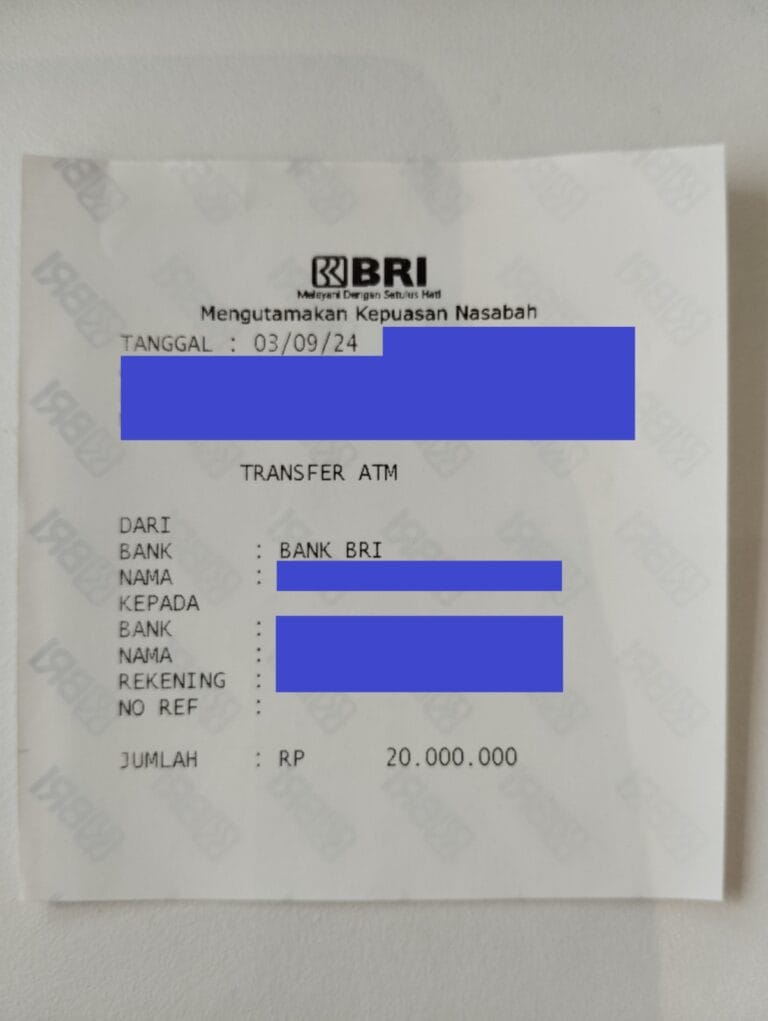 BRI
Melayani Dengan Setulus Hati
Mengutamakan Kepuasan Nasabah
TANGGAL : 03/09/24
TRANSFER ATM
DARI
BANK : BANK BRI
NAMA :
KEPADA
BANK :
NAMA :
REKENING :
NO REF :
JUMLAH : RP 20.000.000